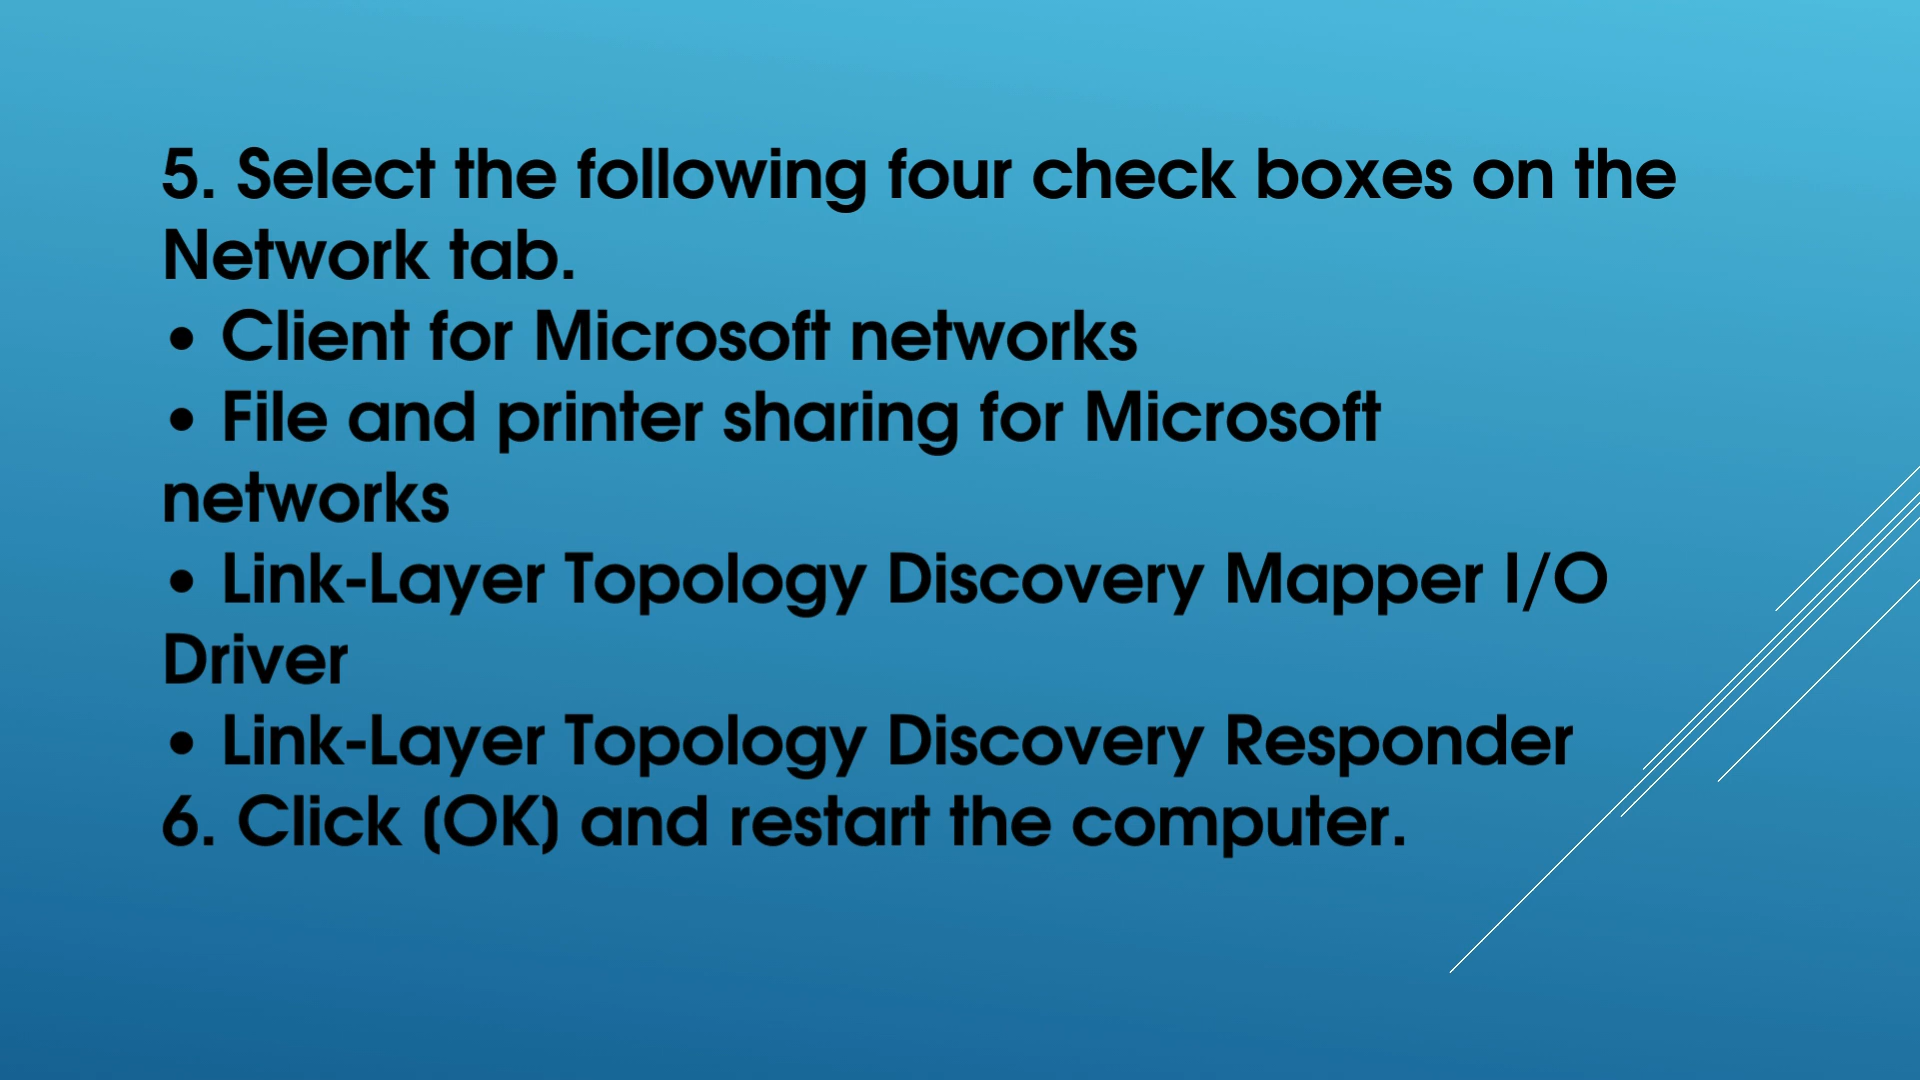 5. Select the following four check boxes on the
Network tab.
• Client for Microsoft networks
• File and printer sharing for Microsoft
networks
• Link-Layer Topology Discovery Mapper I/O
Driver
• Link-Layer Topology Discovery Responder
6. Click (OK) and restart the computer.